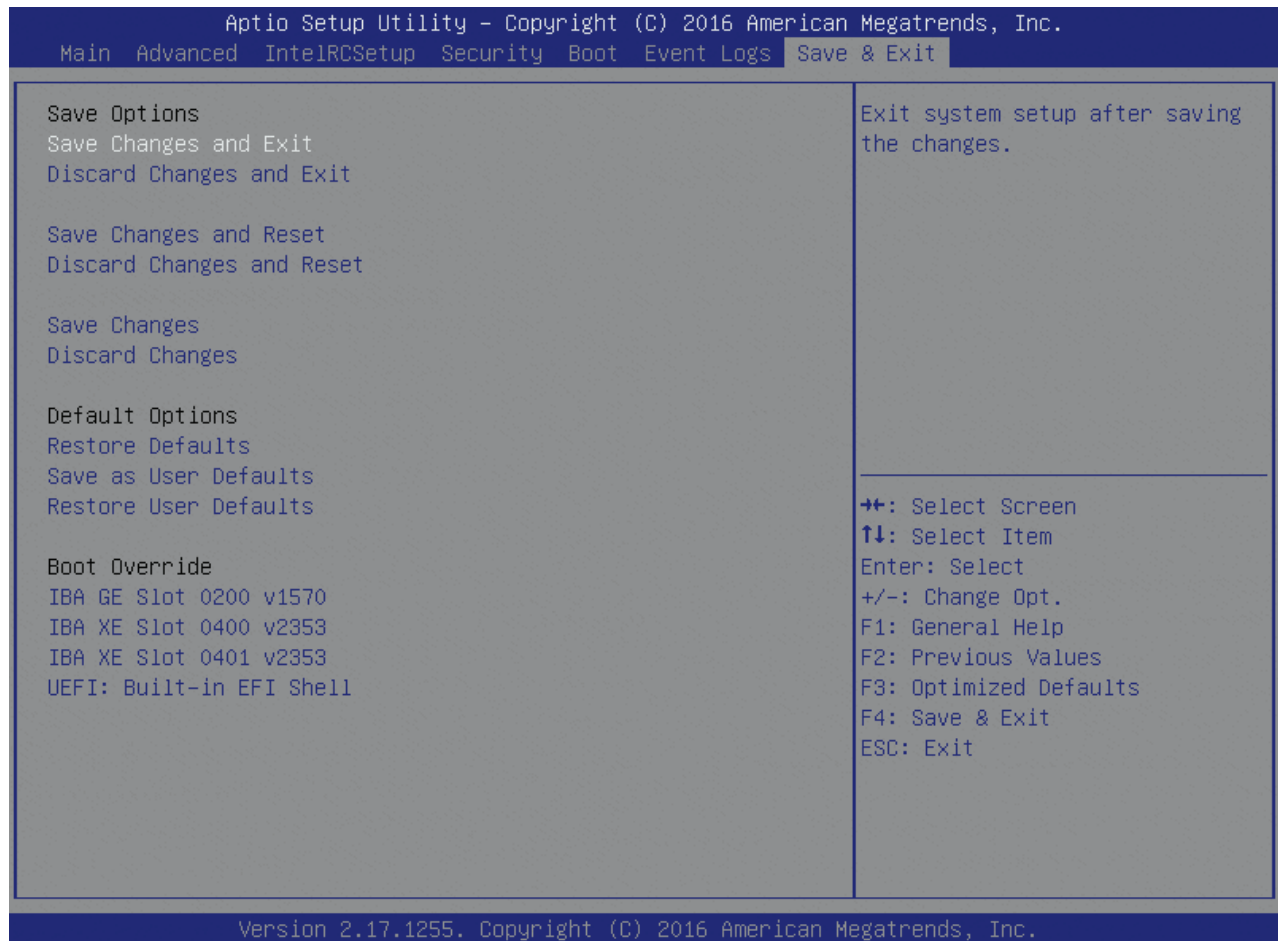 Aptio Setup Utility – Copyright (C) 2016 American Megatrends, Inc.
Main Advanced IntelRCSetup Security Boot Event Logs Save & Exit
Save Options
Save Changes and Exit
Discard Changes and Exit
Save Changes and Reset
Discard Changes and Reset
Save Changes
Discard Changes
Default Options
Restore Defaults
Save as User Defaults
Restore User Defaults
Boot Override
IBA GE Slot 0200 v1570
IBA XE Slot 0400 v2353
IBA XE Slot 0401 v2353
UEFI: Built-in EFI Shell
Exit system setup after saving
the changes.
→←: Select Screen
↑↓: Select Item
Enter: Select
+/-: Change Opt.
F1: General Help
F2: Previous Values
F3: Optimized Defaults
F4: Save & Exit
ESC: Exit
Version 2.17.1255. Copyright (C) 2016 American Megatrends, Inc.